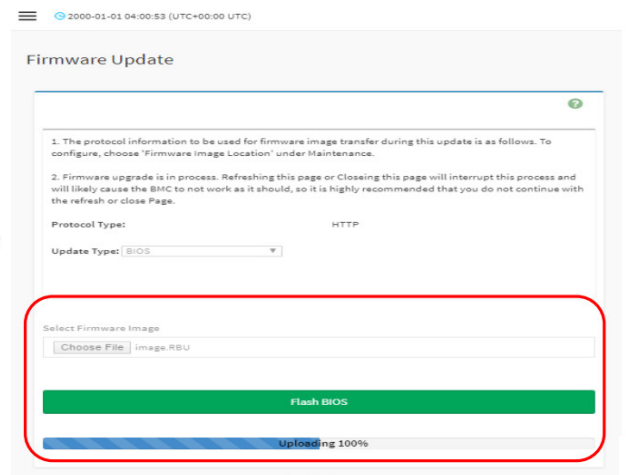 2000-01-01 04:00:53 (UTC+00:00 UTC)
Firmware Update
1. The protocol information to be used for firmware image transfer during this update is as follows. To
configure, choose 'Firmware Image Location' under Maintenance.
2. Firmware upgrade is in process. Refreshing this page or Closeing this page will interrupt this process and
will likely cause the BMC to not work as it should, so it is highly recommended that you do not continue with
the refresh or close Page.
Protocol Type: HTTP
Update Type: BIOS
Select Firmware Image
Choose File image.RBU
Flash BIOS
Uploading 100%